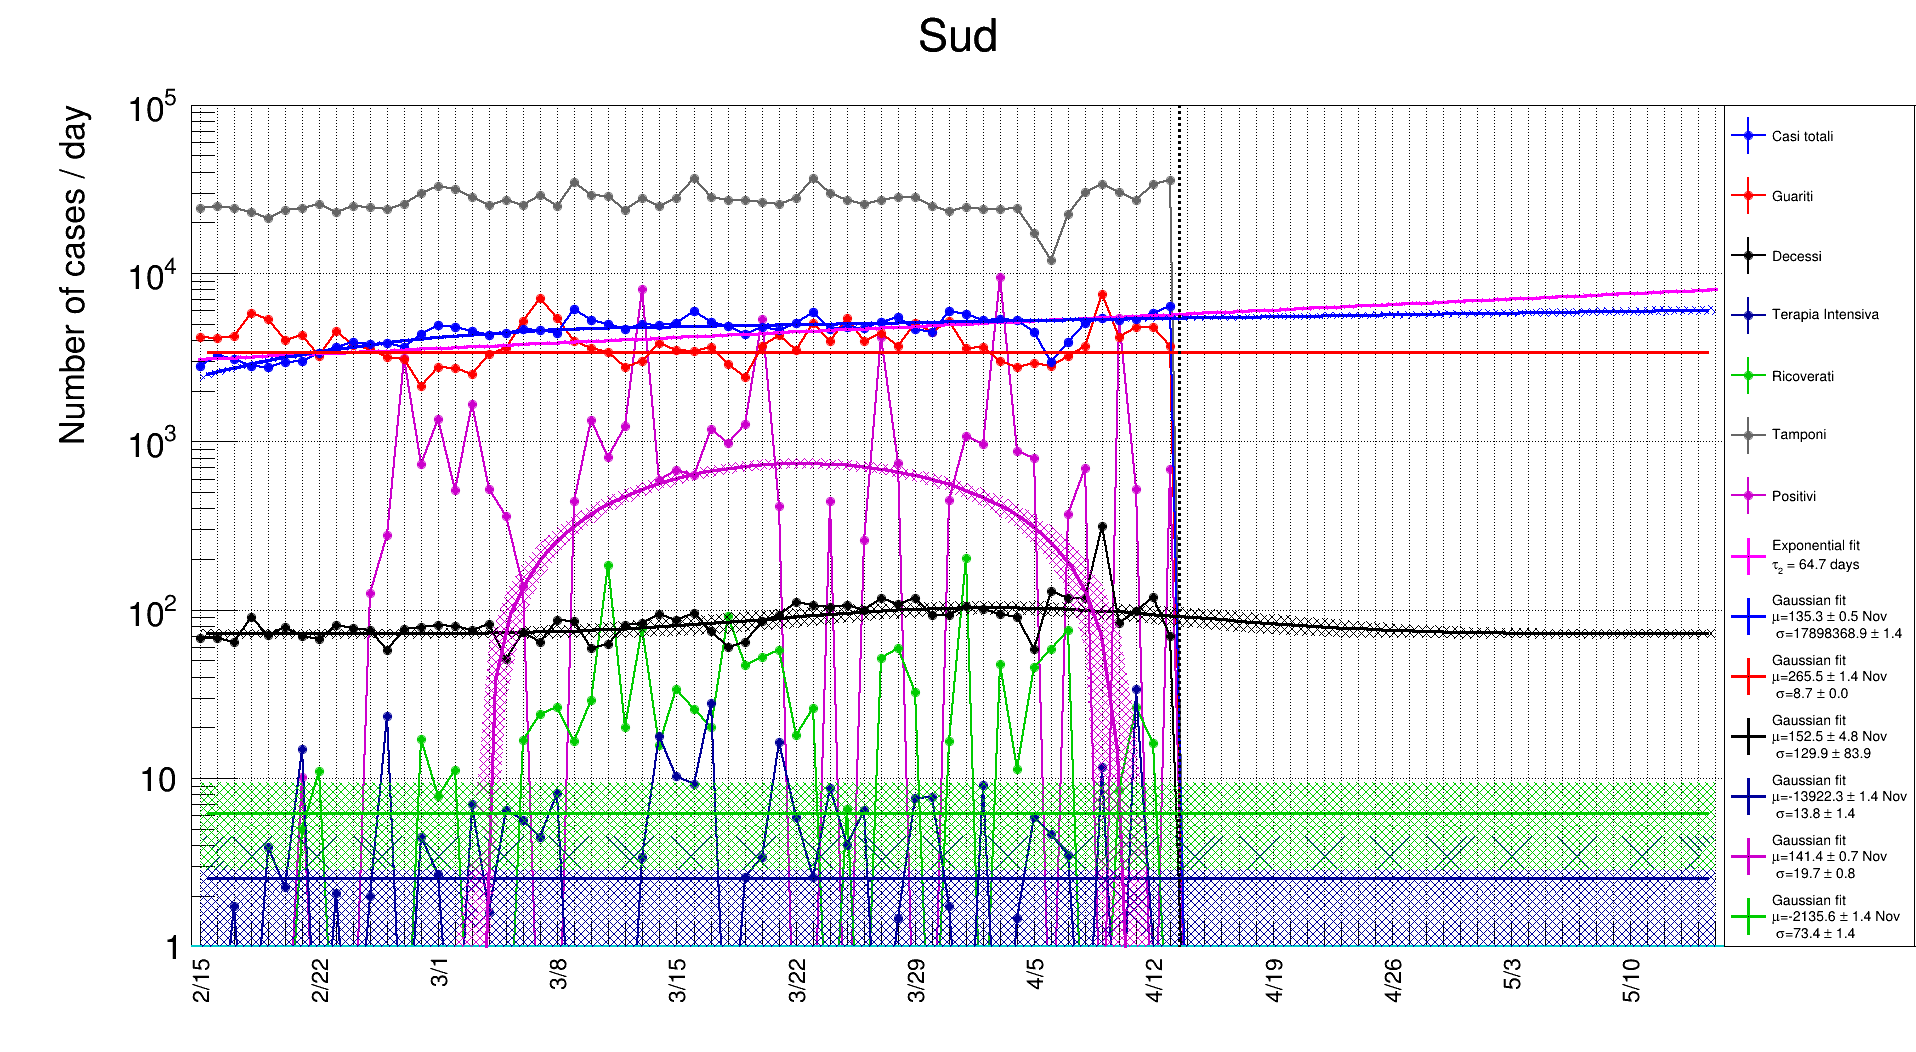 Sud
Number of cases / day
10^5
10^4
10^3
10^2
10
1
2/15
2/22
3/1
3/8
3/15
3/22
3/29
4/5
4/12
4/19
4/26
5/3
5/10
Casi totali
Guariti
Decessi
Terapia Intensiva
Ricoverati
Tamponi
Positivi
Exponential fit
τ₂ = 64.7 days
Gaussian fit
μ=135.3 ± 0.5 Nov
σ=17898368.9 ± 1.4
Gaussian fit
μ=265.5 ± 1.4 Nov
σ=8.7 ± 0.0
Gaussian fit
μ=152.5 ± 4.8 Nov
σ=129.9 ± 83.9
Gaussian fit
μ=-13922.3 ± 1.4 Nov
σ=13.8 ± 1.4
Gaussian fit
μ=141.4 ± 0.7 Nov
σ=19.7 ± 0.8
Gaussian fit
μ=-2135.6 ± 1.4 Nov
σ=73.4 ± 1.4